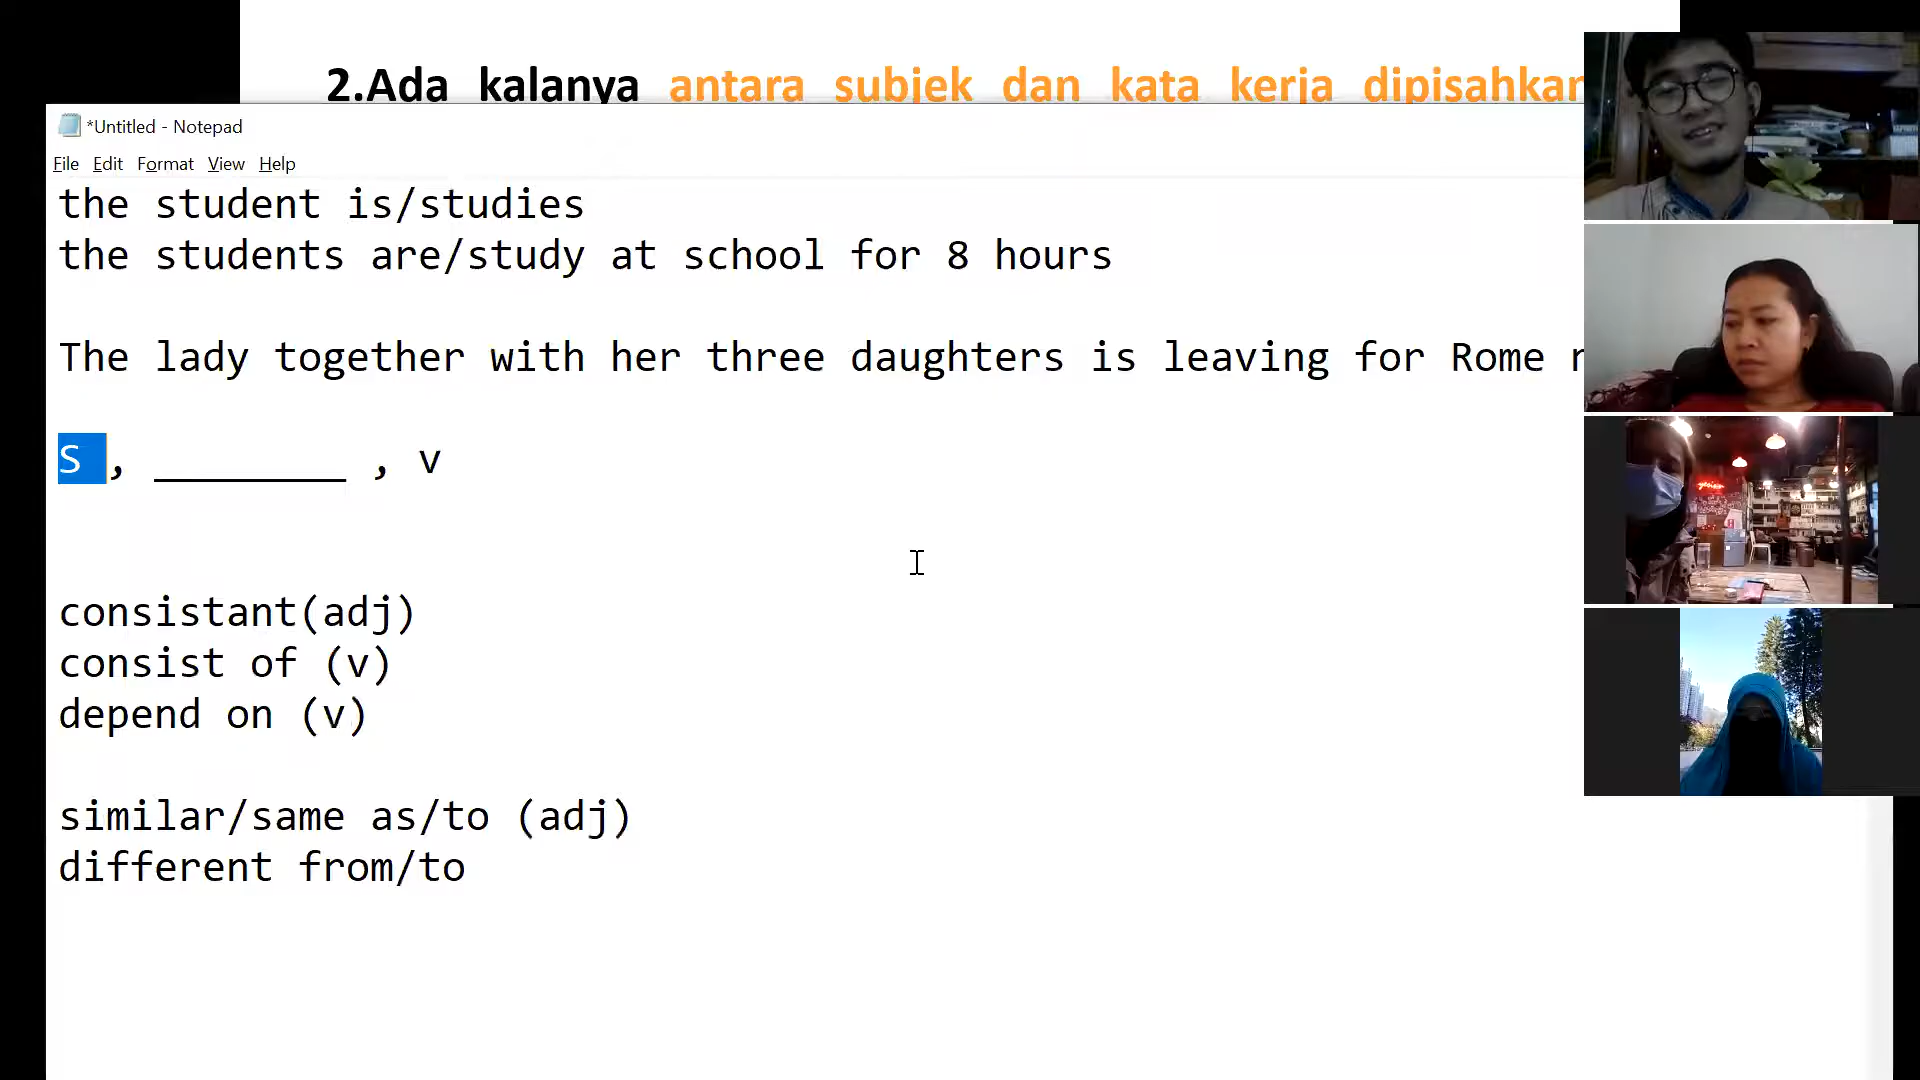 2.Ada kalanya antara subjek dan kata kerja dipisahkan
*Untitled - Notepad
File Edit Format View Help
the student is/studies
the students are/study at school for 8 hours
The lady together with her three daughters is leaving for Rome
S , ________ , v
consistant(adj)
consist of (v)
depend on (v)
similar/same as/to (adj)
different from/to